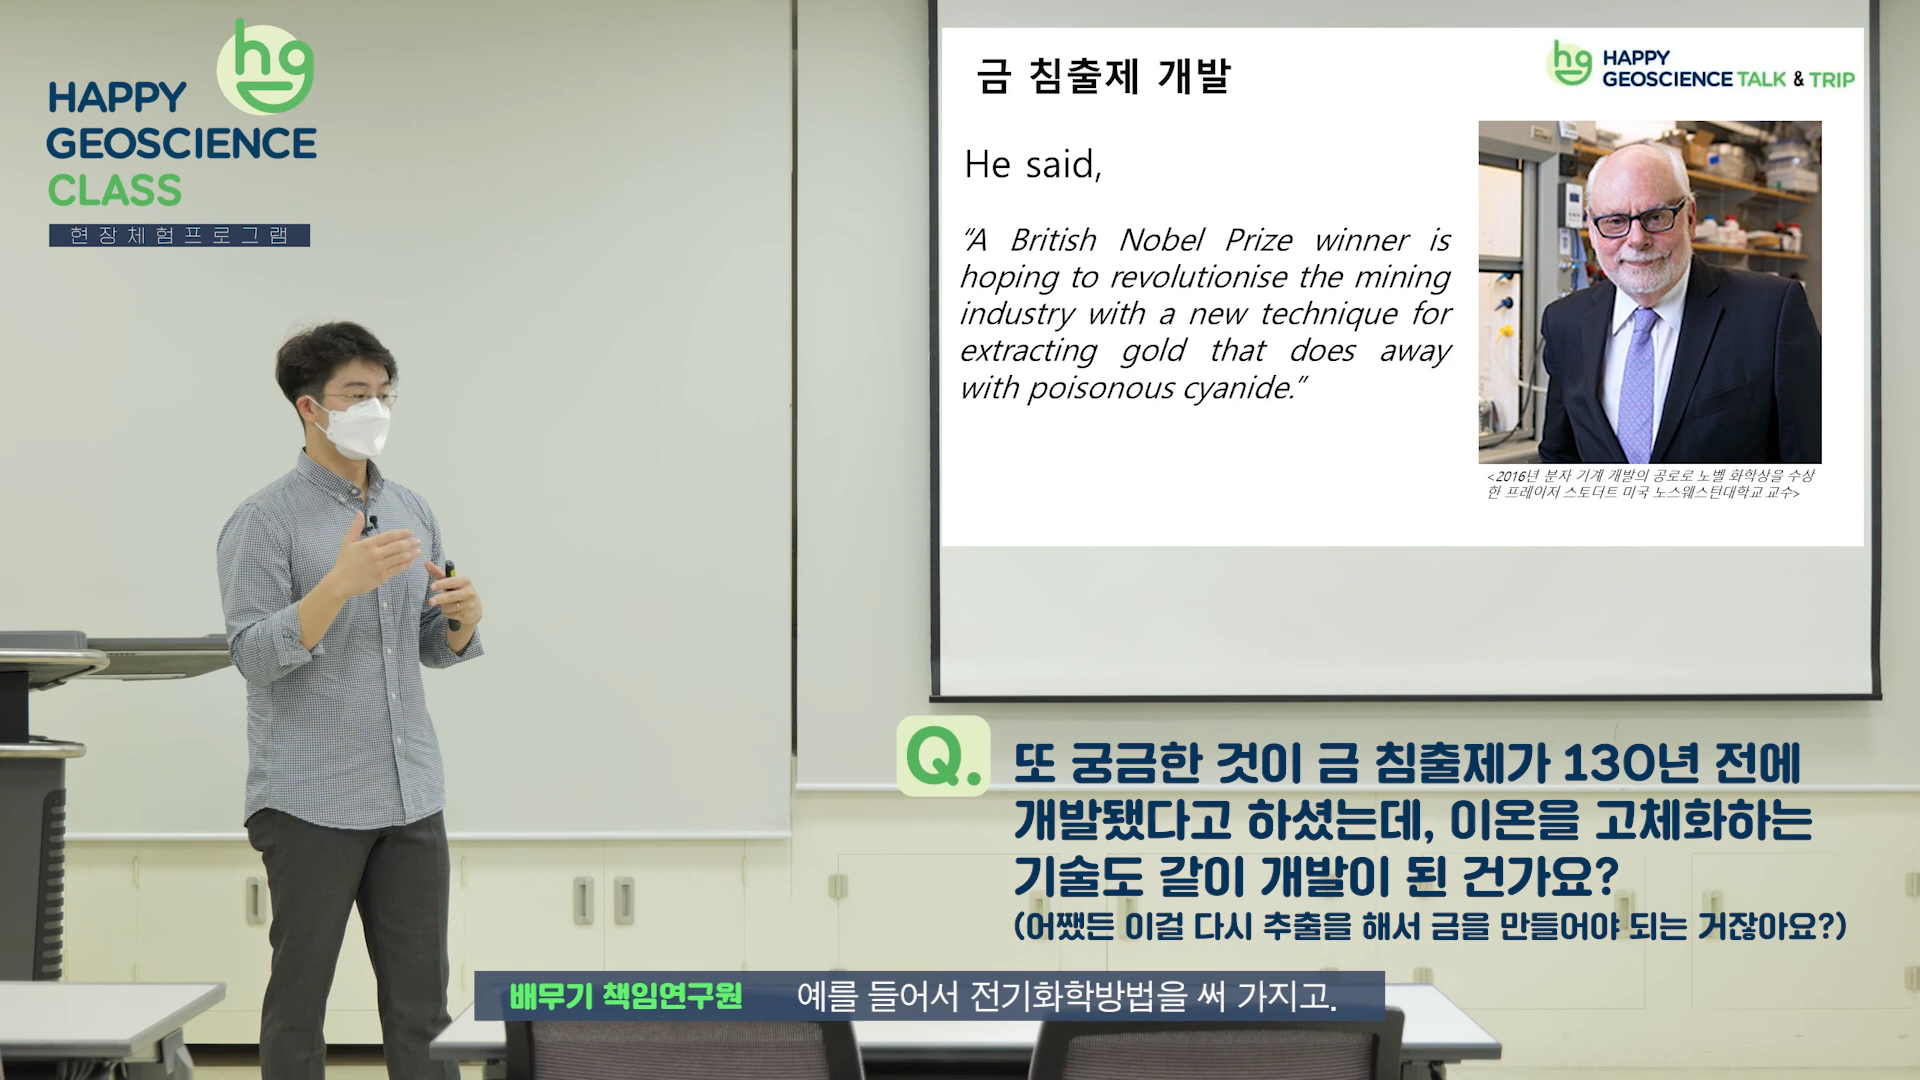 hg
HAPPY
GEOSCIENCE
CLASS
현장체험프로그램
금 침출제 개발
hg HAPPY
GEOSCIENCE TALK & TRIP
He said,
“A British Nobel Prize winner is
hoping to revolutionise the mining
industry with a new technique for
extracting gold that does away
with poisonous cyanide.”
<2016년 분자 기계 개발의 공로로 노벨 화학상을 수상
한 프레이저 스토더트 미국 노스웨스턴대학교 교수>
Q. 또 궁금한 것이 금 침출제가 130년 전에
개발됐다고 하셨는데, 이온을 고체화하는
기술도 같이 개발이 된 건가요?
(어쨌든 이걸 다시 추출을 해서 금을 만들어야 되는 거잖아요?)
배무기 책임연구원 예를 들어서 전기화학방법을 써 가지고.